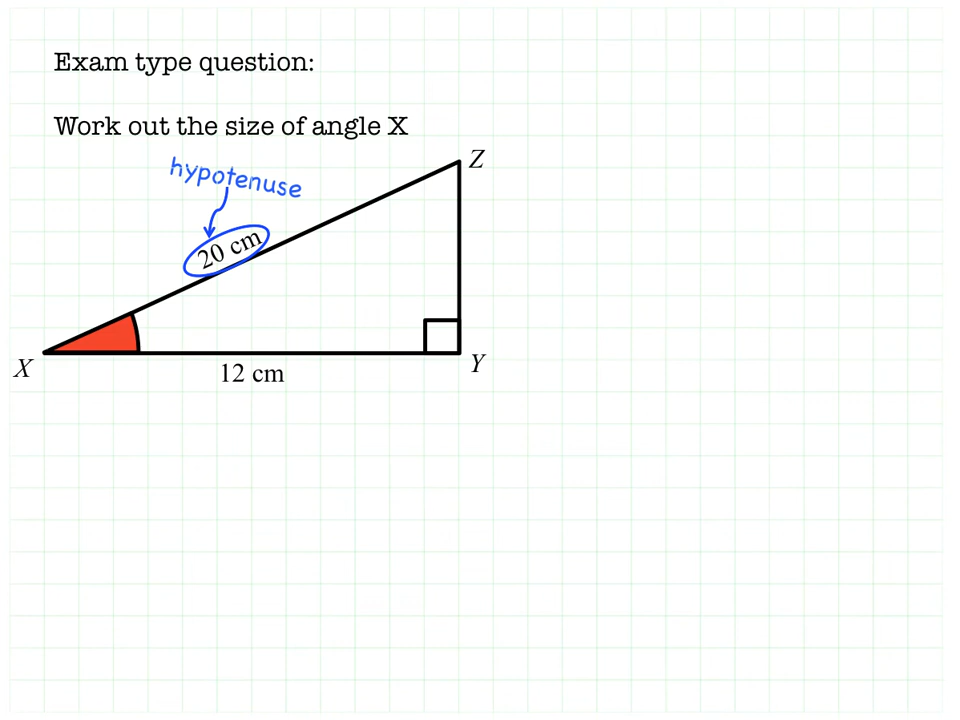 Exam type question:
Work out the size of angle X
hypotenuse
Z
20 cm
X
12 cm
Y